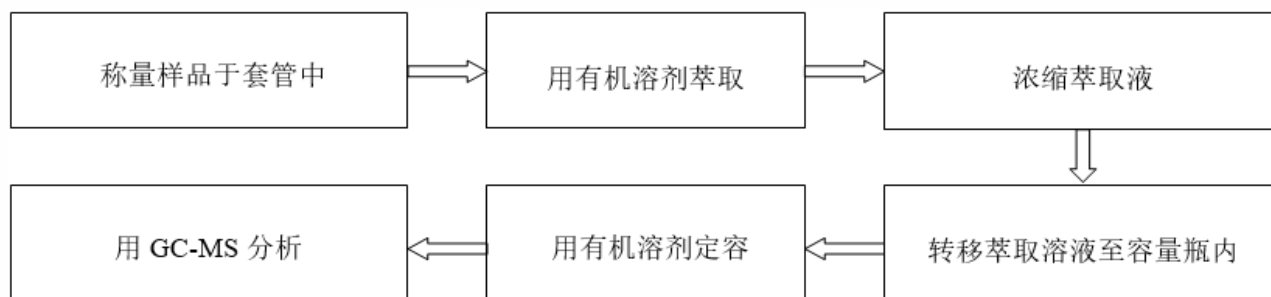 称量样品于套管中
用有机溶剂萃取
浓缩萃取液
转移萃取溶液至容量瓶内
用有机溶剂定容
用 GC-MS 分析